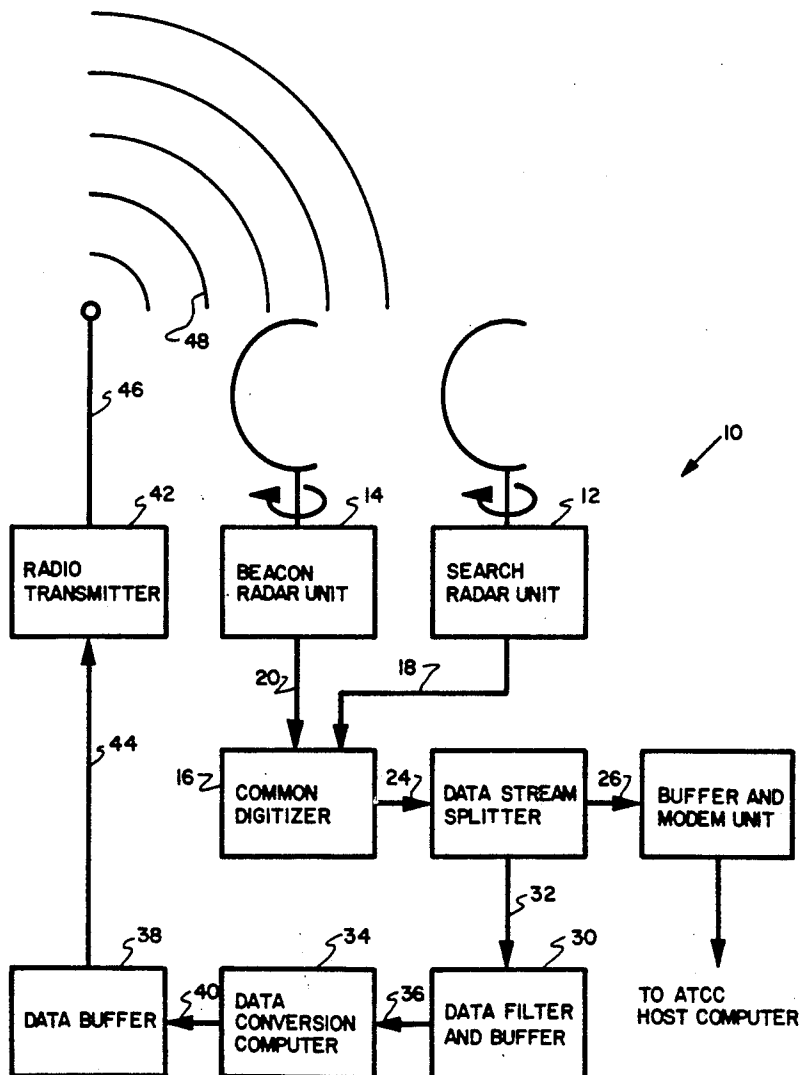 48
46
10
42
14
12
RADIO
TRANSMITTER
BEACON
RADAR UNIT
SEARCH
RADAR UNIT
20
18
44
16
24
26
COMMON
DIGITIZER
DATA STREAM
SPLITTER
BUFFER AND
MODEM UNIT
32
38
34
30
40
36
DATA BUFFER
DATA
CONVERSION
COMPUTER
DATA FILTER
AND BUFFER
TO ATCC
HOST COMPUTER